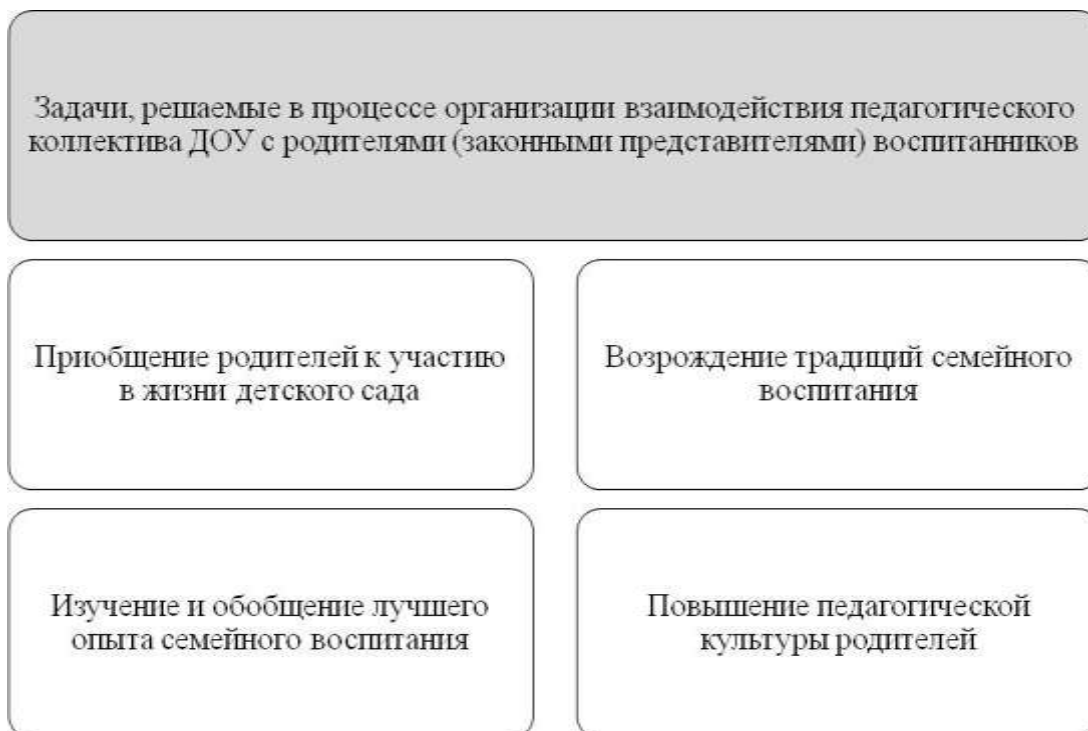 Задачи, решаемые в процессе организации взаимодействия педагогического
коллектива ДОУ с родителями (законными представителями) воспитанников
Приобщение родителей к участию
в жизни детского сада
Возрождение традиций семейного
воспитания
Изучение и обобщение лучшего
опыта семейного воспитания
Повышение педагогической
культуры родителей